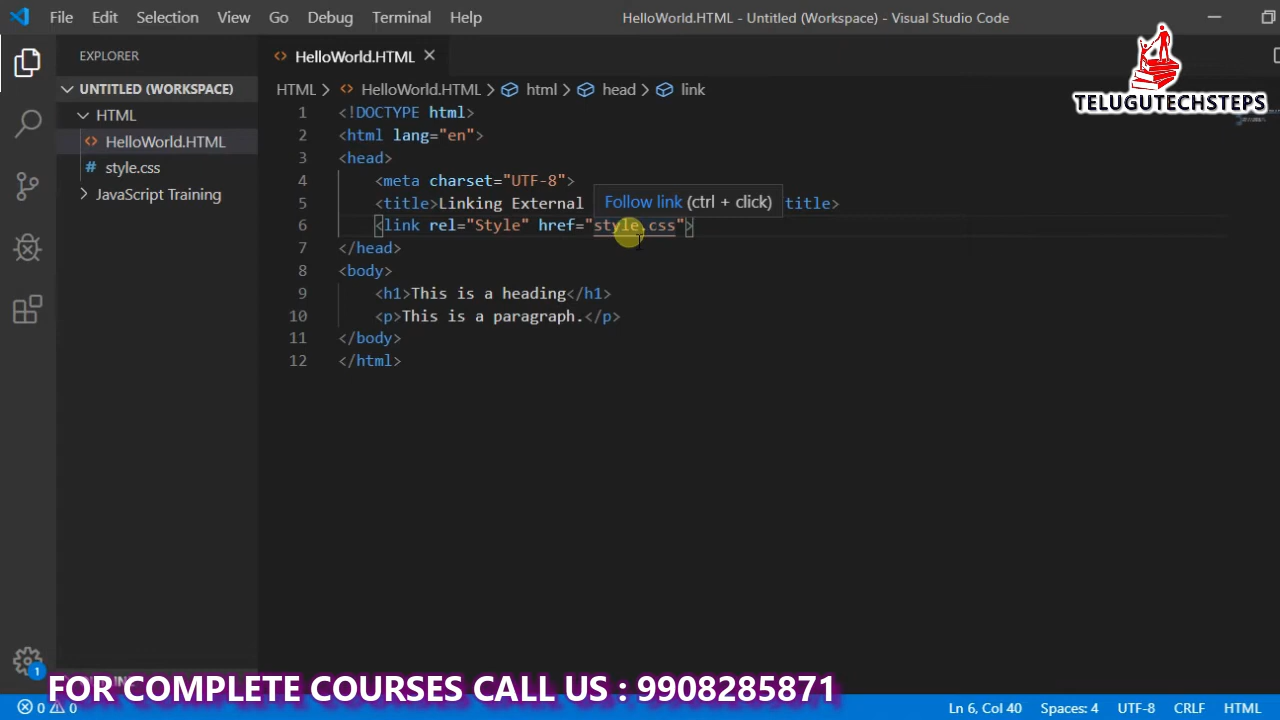 File Edit Selection View Go Debug Terminal Help HelloWorld.HTML - Untitled (Workspace) - Visual Studio Code
TELUGUTECHSTEPS
EXPLORER
HelloWorld.HTML
UNTITLED (WORKSPACE)
HTML
HelloWorld.HTML
style.css
JavaScript Training
HTML > HelloWorld.HTML > html > head > link
1 <!DOCTYPE html>
2 <html lang="en">
3 <head>
4 <meta charset="UTF-8">
5 <title>Linking External title>
Follow link (ctrl + click)
6 <link rel="Style" href="style.css">
7 </head>
8 <body>
9 <h1>This is a heading</h1>
10 <p>This is a paragraph.</p>
11 </body>
12 </html>
1
FOR COMPLETE COURSES CALL US : 9908285871
0 0 Ln 6, Col 40 Spaces: 4 UTF-8 CRLF HTML